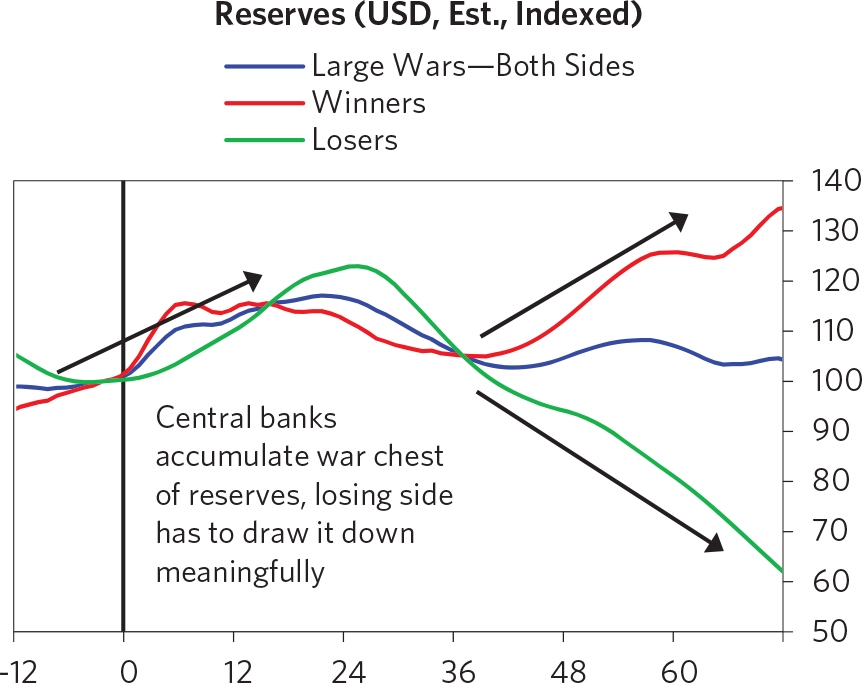 Reserves (USD, Est., Indexed)
Large Wars—Both Sides
Winners
Losers
140
130
120
110
100
90
80
70
60
50
Central banks
accumulate war chest
of reserves, losing side
has to draw it down
meaningfully
-12 0 12 24 36 48 60